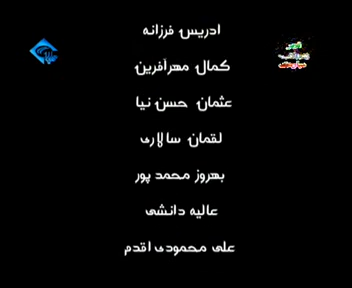 ادریس فرزانه
کمال مهرآفرین
عثمان حسن نیا
لقمان سالاری
بهروز محمد پور
عالیه دانشی
علی محمودی اقدم